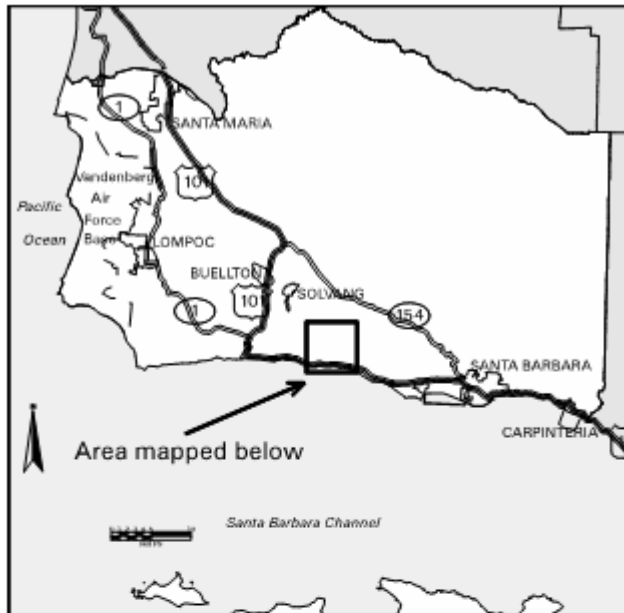 1
SANTA MARIA
101
Vandenberg
Air
Force
Base
Pacific
Ocean
LOMPOC
BUELLTON
SOLVANG
101
1
154
SANTA BARBARA
CARPINTERIA
Area mapped below
Santa Barbara Channel